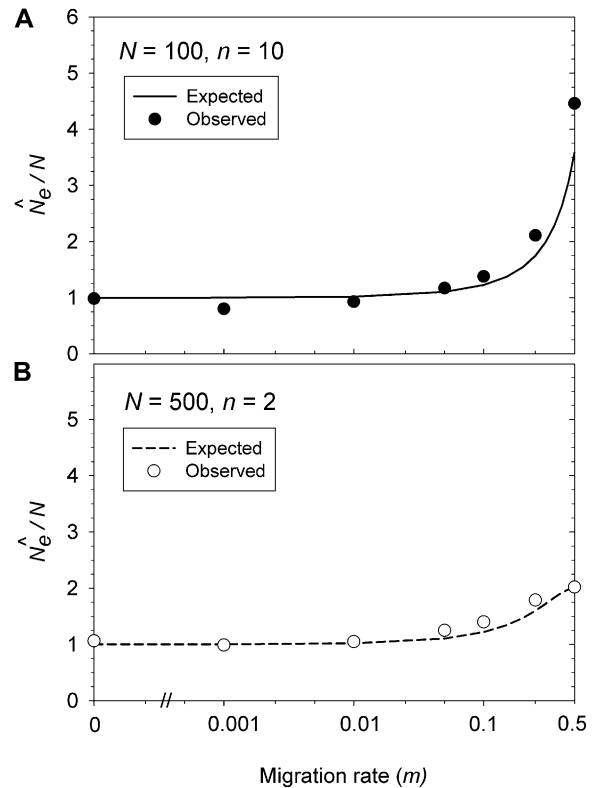 A
N = 100, n = 10
Expected
Observed
N̂e / N
6
5
4
3
2
1
0
B
N = 500, n = 2
Expected
Observed
N̂e / N
5
4
3
2
1
0
0 0.001 0.01 0.1 0.5
Migration rate (m)